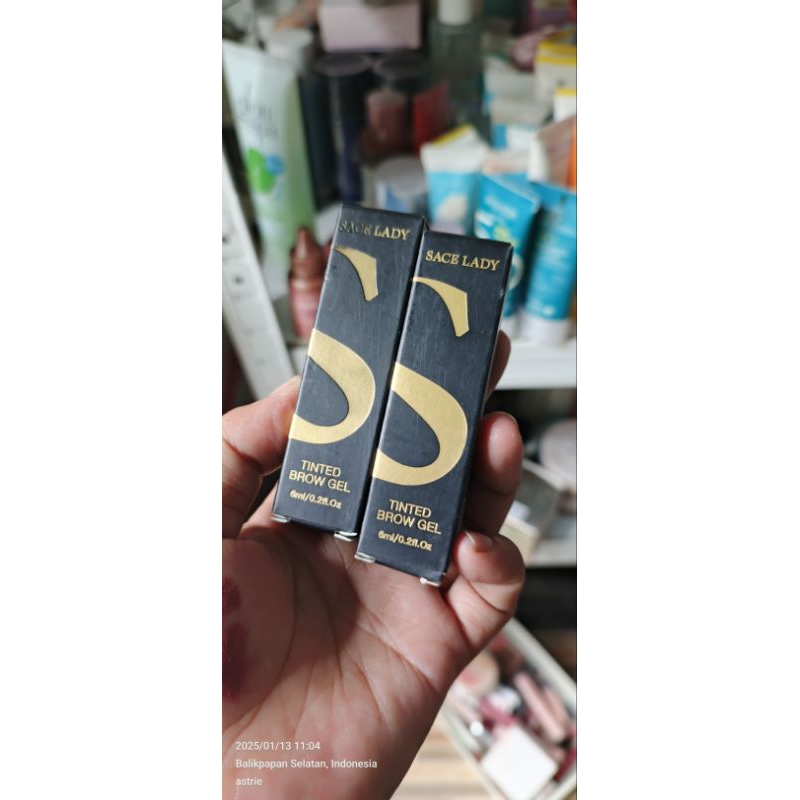 SACE LADY
TINTED
BROW GEL
6ml/0.2fl.Oz
SACE LADY
TINTED
BROW GEL
6ml/0.2fl.Oz
2025/01/13 11:04
Balikpapan Selatan, Indonesia
astrie